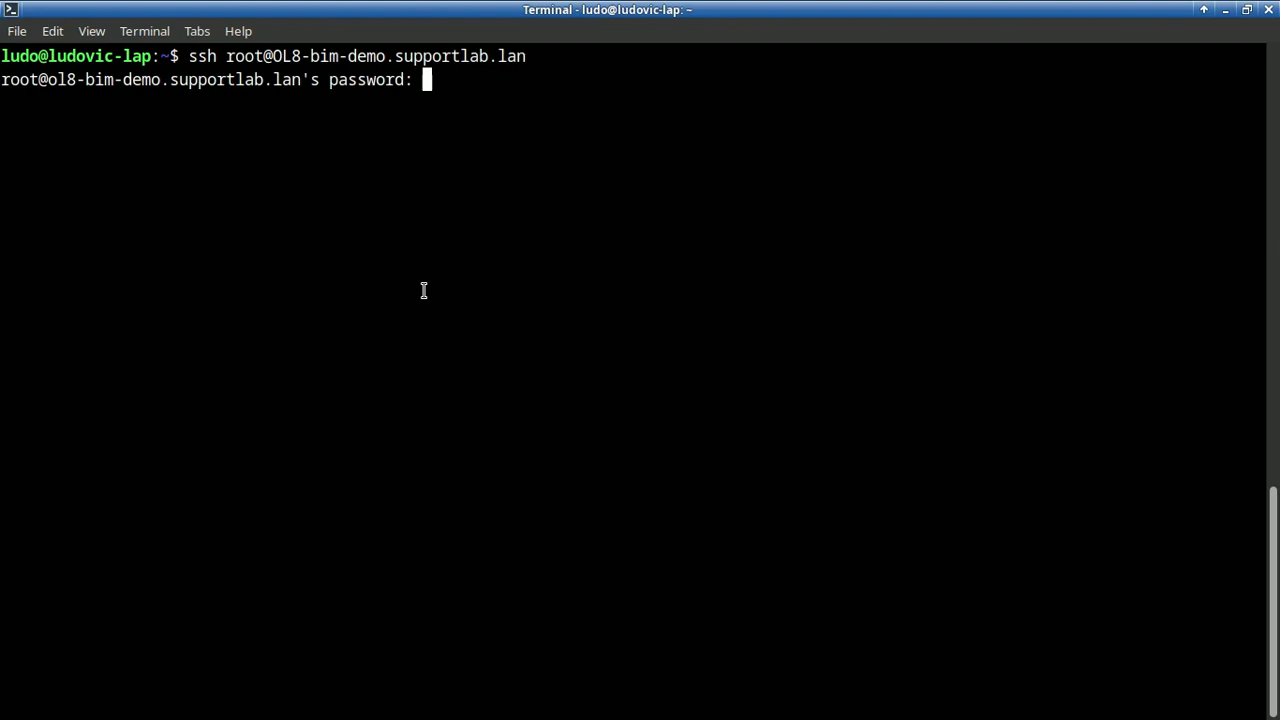 Terminal - ludo@ludovic-lap: ~
File Edit View Terminal Tabs Help
ludo@ludovic-lap:~$ ssh root@OL8-bim-demo.supportlab.lan
root@ol8-bim-demo.supportlab.lan's password: